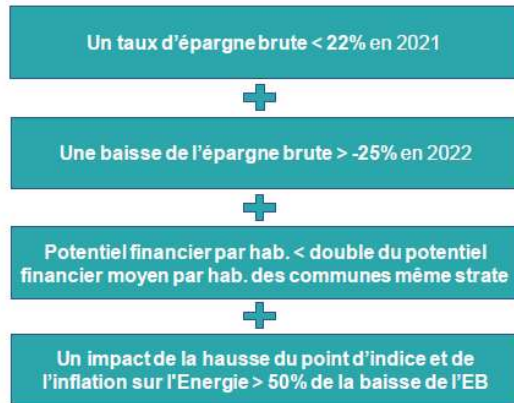 Un taux d'épargne brute < 22% en 2021
+
Une baisse de l'épargne brute > -25% en 2022
+
Potentiel financier par hab. < double du potentiel
financier moyen par hab. des communes même strate
+
Un impact de la hausse du point d'indice et de
l'inflation sur l'Energie > 50% de la baisse de l'EB